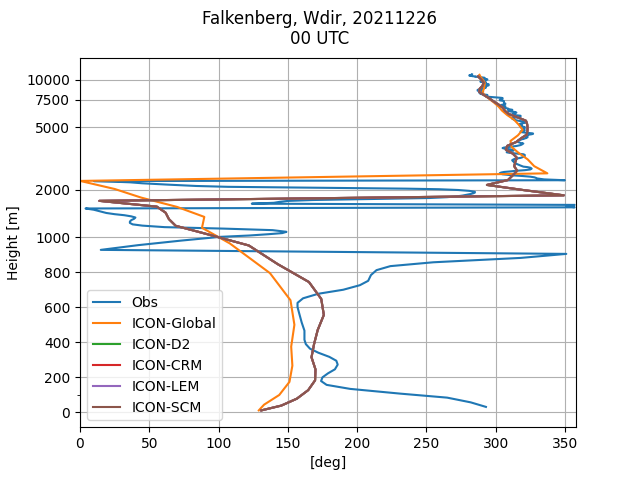 Falkenberg, Wdir, 20211226
00 UTC
Height [m]
10000
7500
5000
2000
1000
800
600
400
200
0
Obs
ICON-Global
ICON-D2
ICON-CRM
ICON-LEM
ICON-SCM
0 50 100 150 200 250 300 350
[deg]